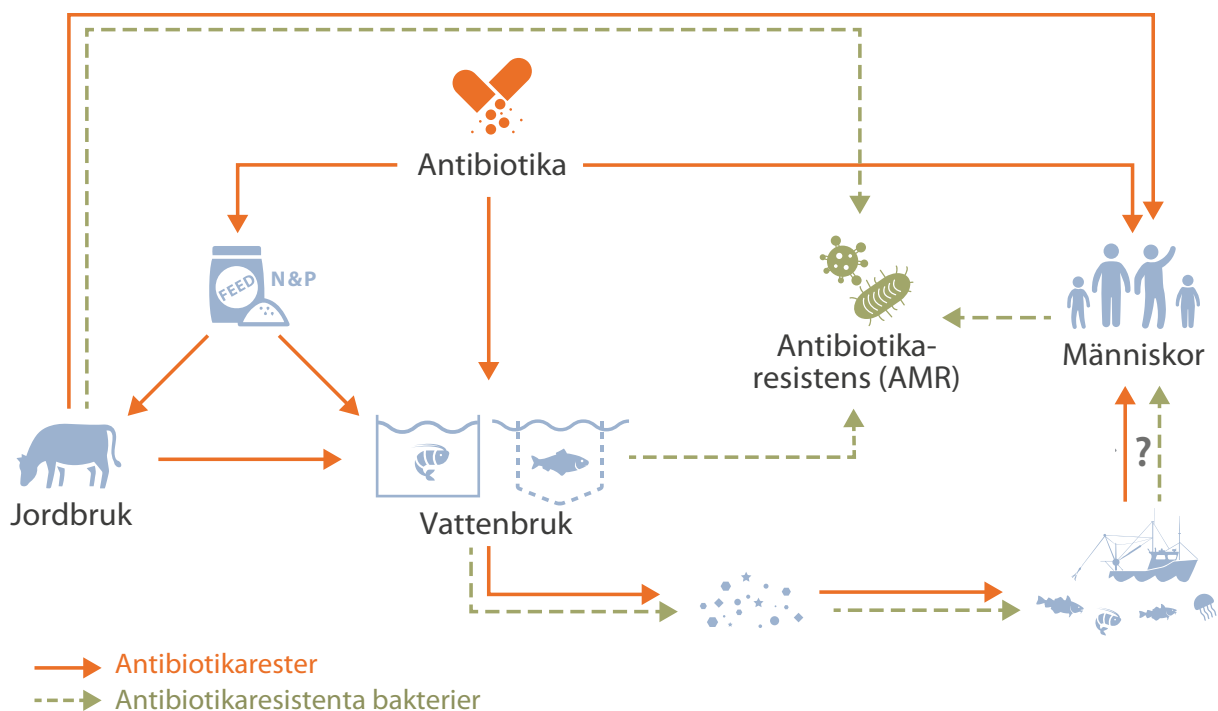 Antibiotika
FEED
N&P
Antibiotika-
resistens (AMR)
Människor
Jordbruk
Vattenbruk
?
Antibiotikarester
Antibiotikaresistenta bakterier